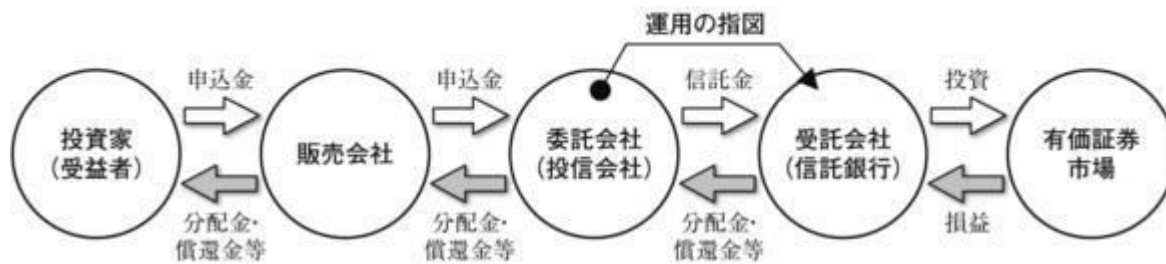 運用の指図
申込金
申込金
信託金
投資
投資家
(受益者)
販売会社
委託会社
(投信会社)
受託会社
(信託銀行)
有価証券
市場
分配金・
償還金等
分配金・
償還金等
分配金・
償還金等
損益